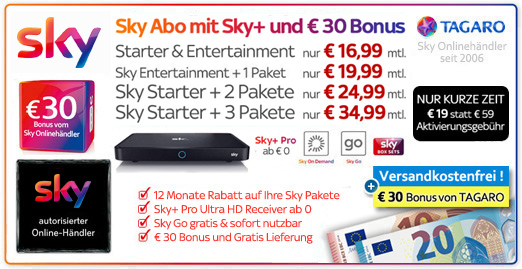 sky
Sky Abo mit Sky+ und € 30 Bonus
TAGARO
Sky Onlinehändler
seit 2006
Starter & Entertainment nur € 16,99 mtl.
Sky Entertainment + 1 Paket nur € 19,99 mtl.
Sky Starter + 2 Pakete nur € 24,99 mtl.
Sky Starter + 3 Pakete nur € 34,99 mtl.
€30
Bonus vom
Sky Onlinehändler
NUR KURZE ZEIT
€ 19 statt € 59
Aktivierungsgebühr
sky
Sky+ Pro
ab € 0
Sky On Demand
go
Sky Go
sky
BOX SETS
sky
autorisierter
Online-Händler
Versandkostenfrei !
+ € 30 Bonus von TAGARO
12 Monate Rabatt auf Ihre Sky Pakete
Sky+ Pro Ultra HD Receiver ab 0
Sky Go gratis & sofort nutzbar
€ 30 Bonus und Gratis Lieferung
10
20